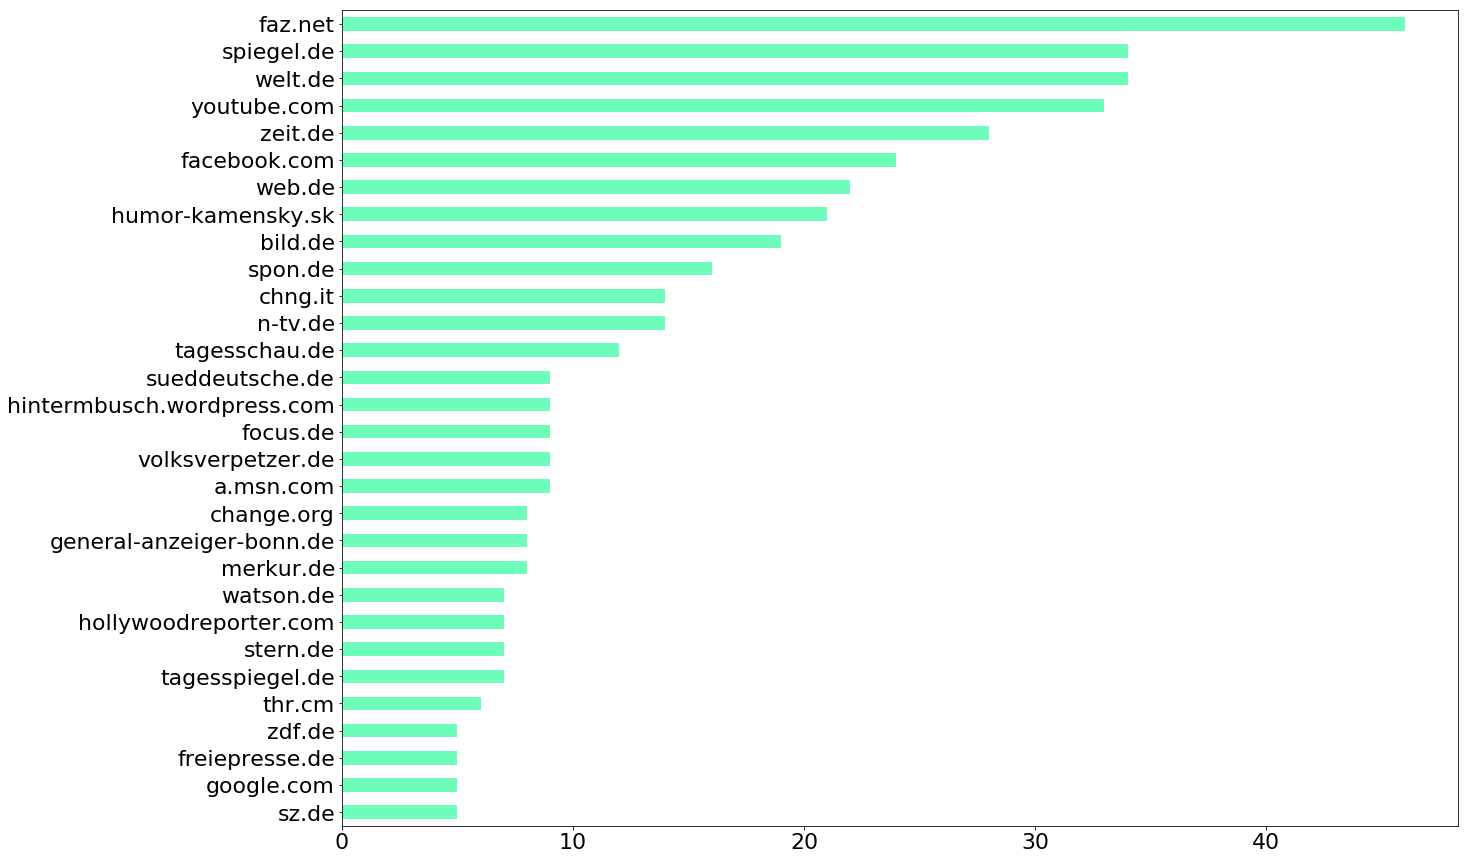 faz.net
spiegel.de
welt.de
youtube.com
zeit.de
facebook.com
web.de
humor-kamensky.sk
bild.de
spon.de
chng.it
n-tv.de
tagesschau.de
sueddeutsche.de
hintermbusch.wordpress.com
focus.de
volksverpetzer.de
a.msn.com
change.org
general-anzeiger-bonn.de
merkur.de
watson.de
hollywoodreporter.com
stern.de
tagesspiegel.de
thr.cm
zdf.de
freiepresse.de
google.com
sz.de
0 10 20 30 40